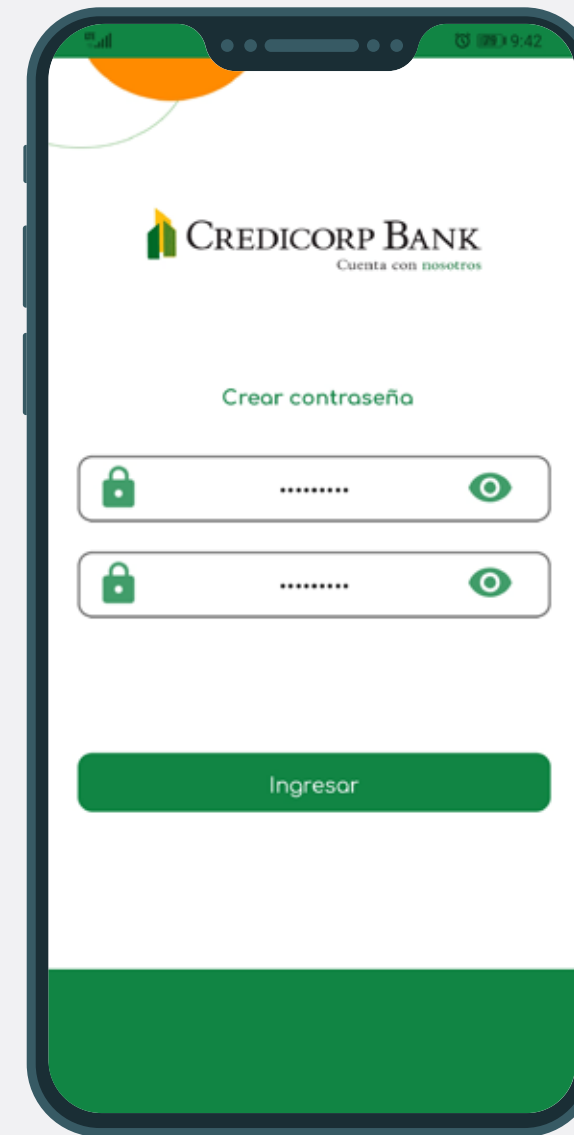 9:42
CREDICORP BANK
Cuenta con nosotros
Crear contraseña
•••••••••
•••••••••
Ingresar